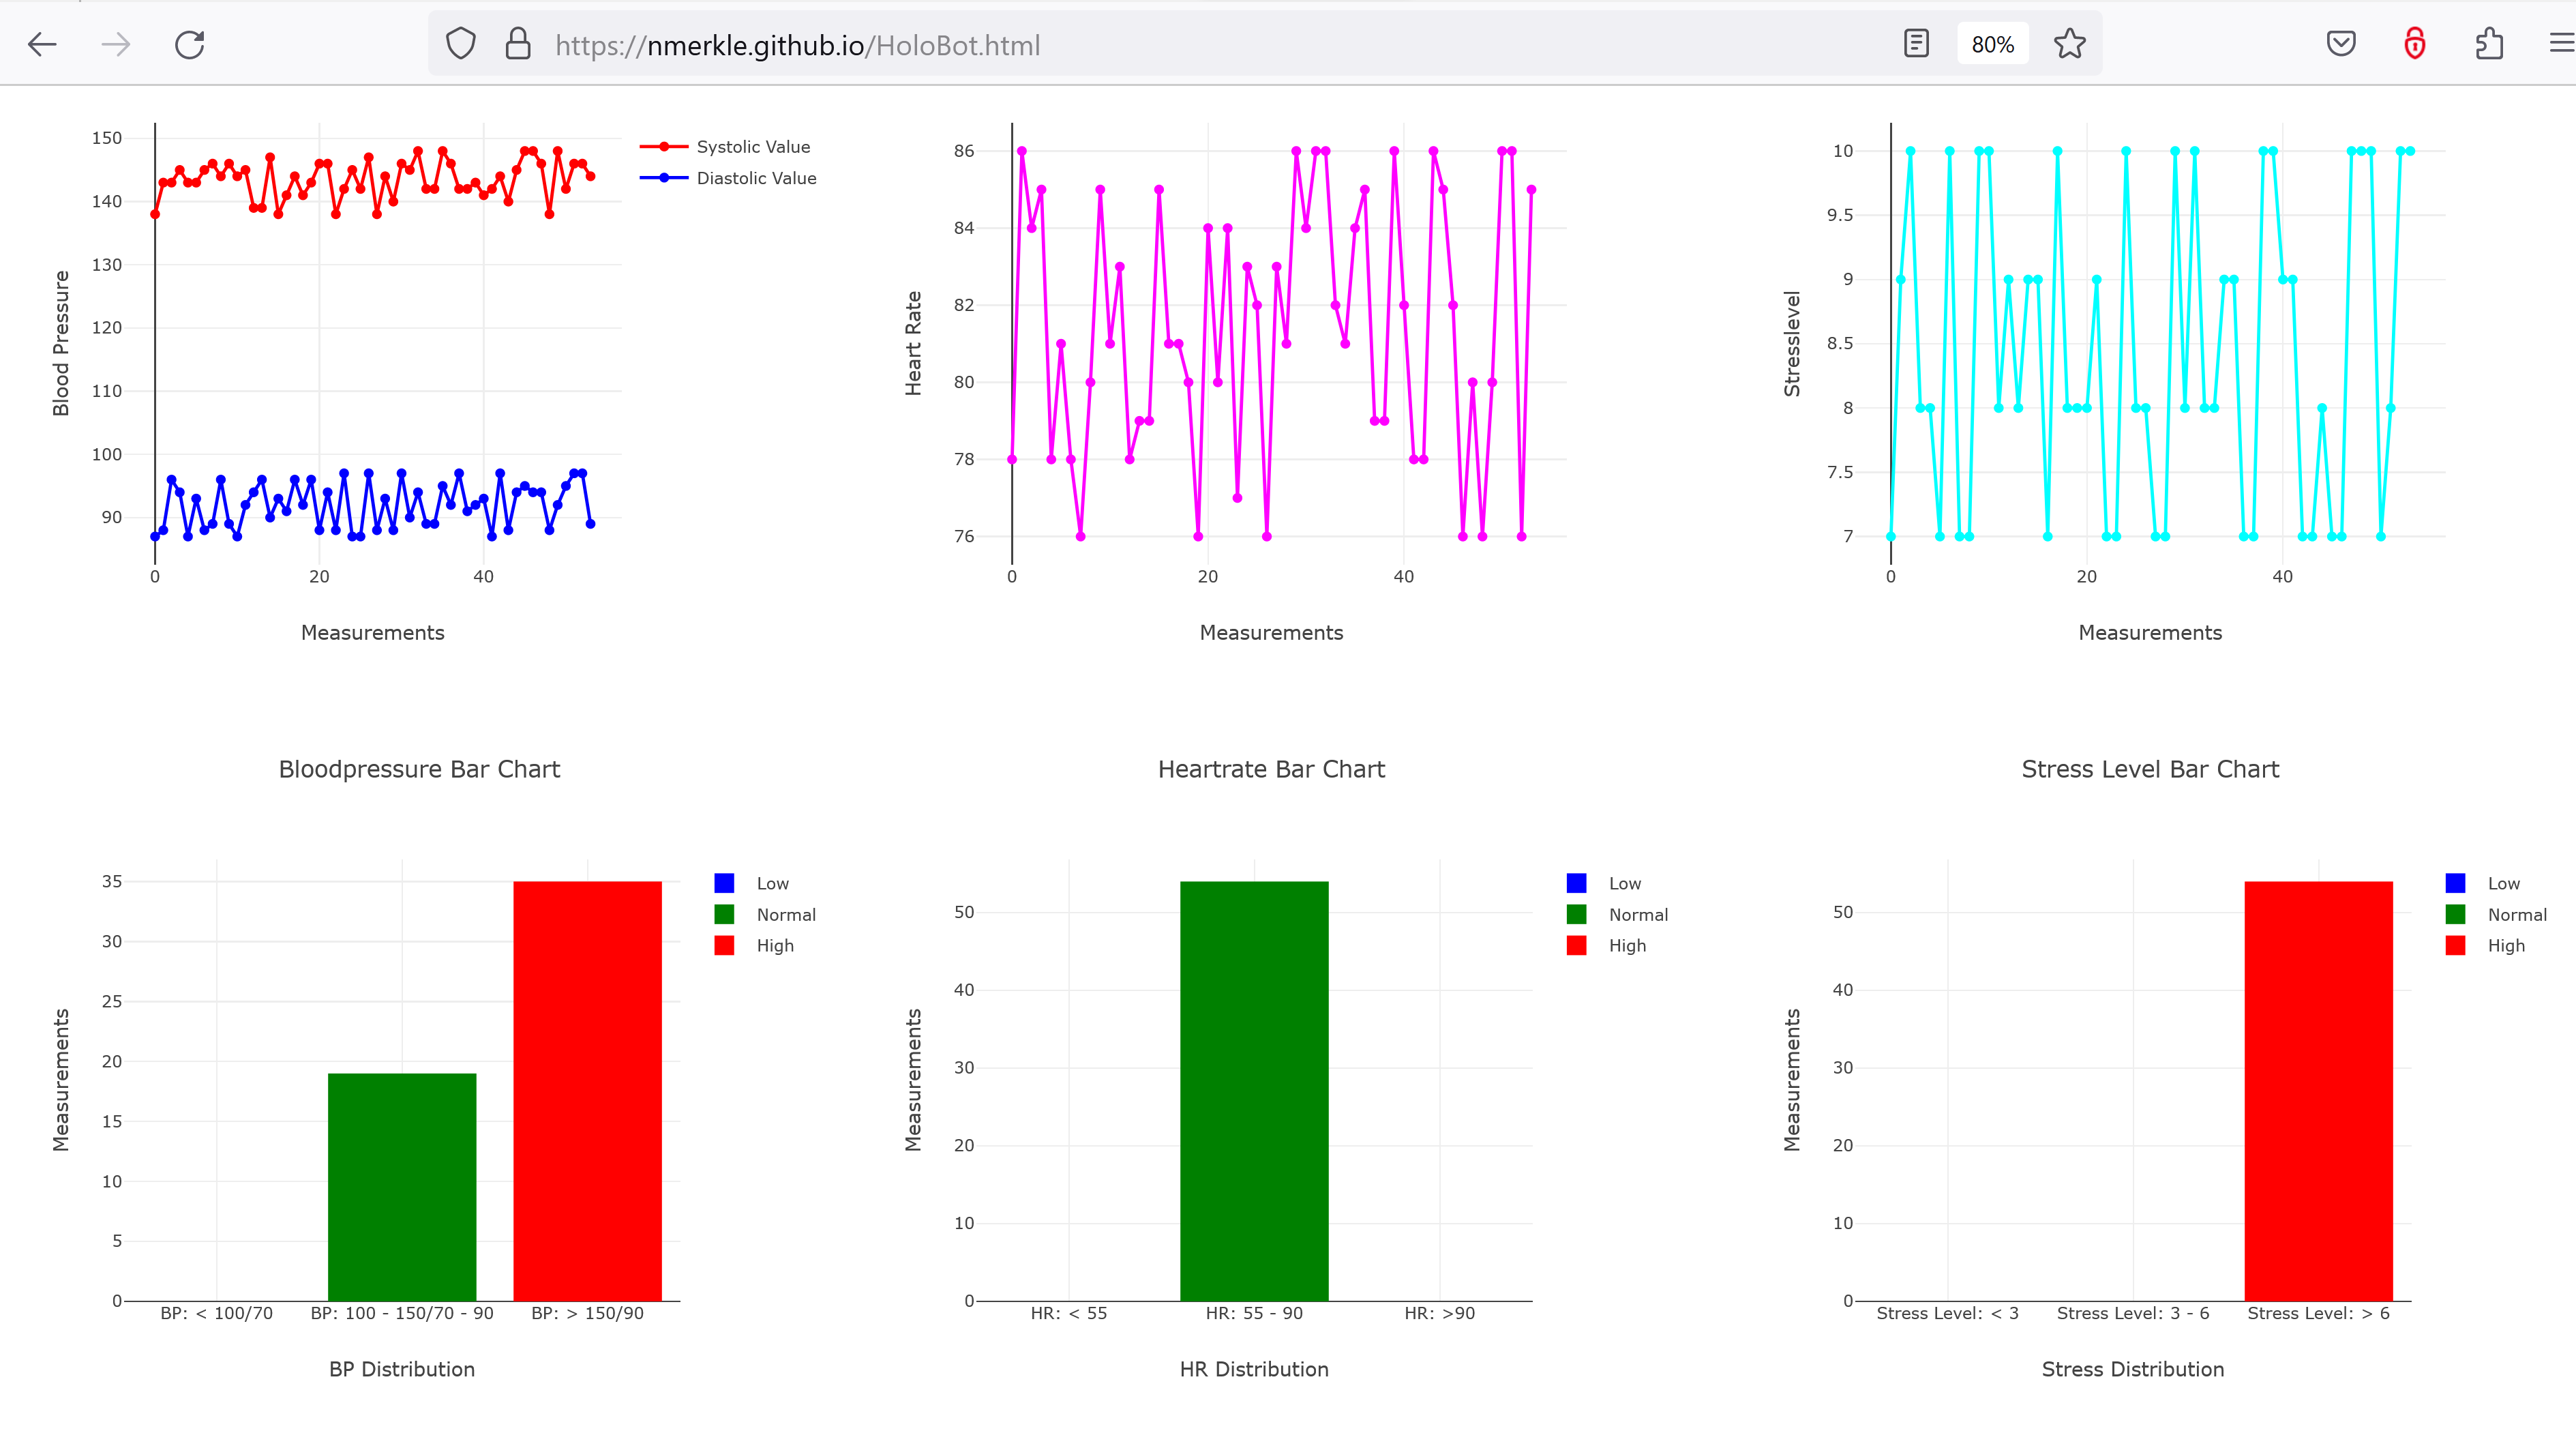 https://nmerkle.github.io/HoloBot.html
80%
150
140
130
120
110
100
90
Blood Pressure
0
20
40
Measurements
Systolic Value
Diastolic Value
86
84
82
80
78
76
Heart Rate
0
20
40
Measurements
10
9.5
9
8.5
8
7.5
7
Stresslevel
0
20
40
Measurements
Bloodpressure Bar Chart
35
30
25
20
15
10
5
0
Measurements
BP: < 100/70
BP: 100 - 150/70 - 90
BP: > 150/90
BP Distribution
Low
Normal
High
Heartrate Bar Chart
50
40
30
20
10
0
Measurements
HR: < 55
HR: 55 - 90
HR: >90
HR Distribution
Low
Normal
High
Stress Level Bar Chart
50
40
30
20
10
0
Measurements
Stress Level: < 3
Stress Level: 3 - 6
Stress Level: > 6
Stress Distribution
Low
Normal
High